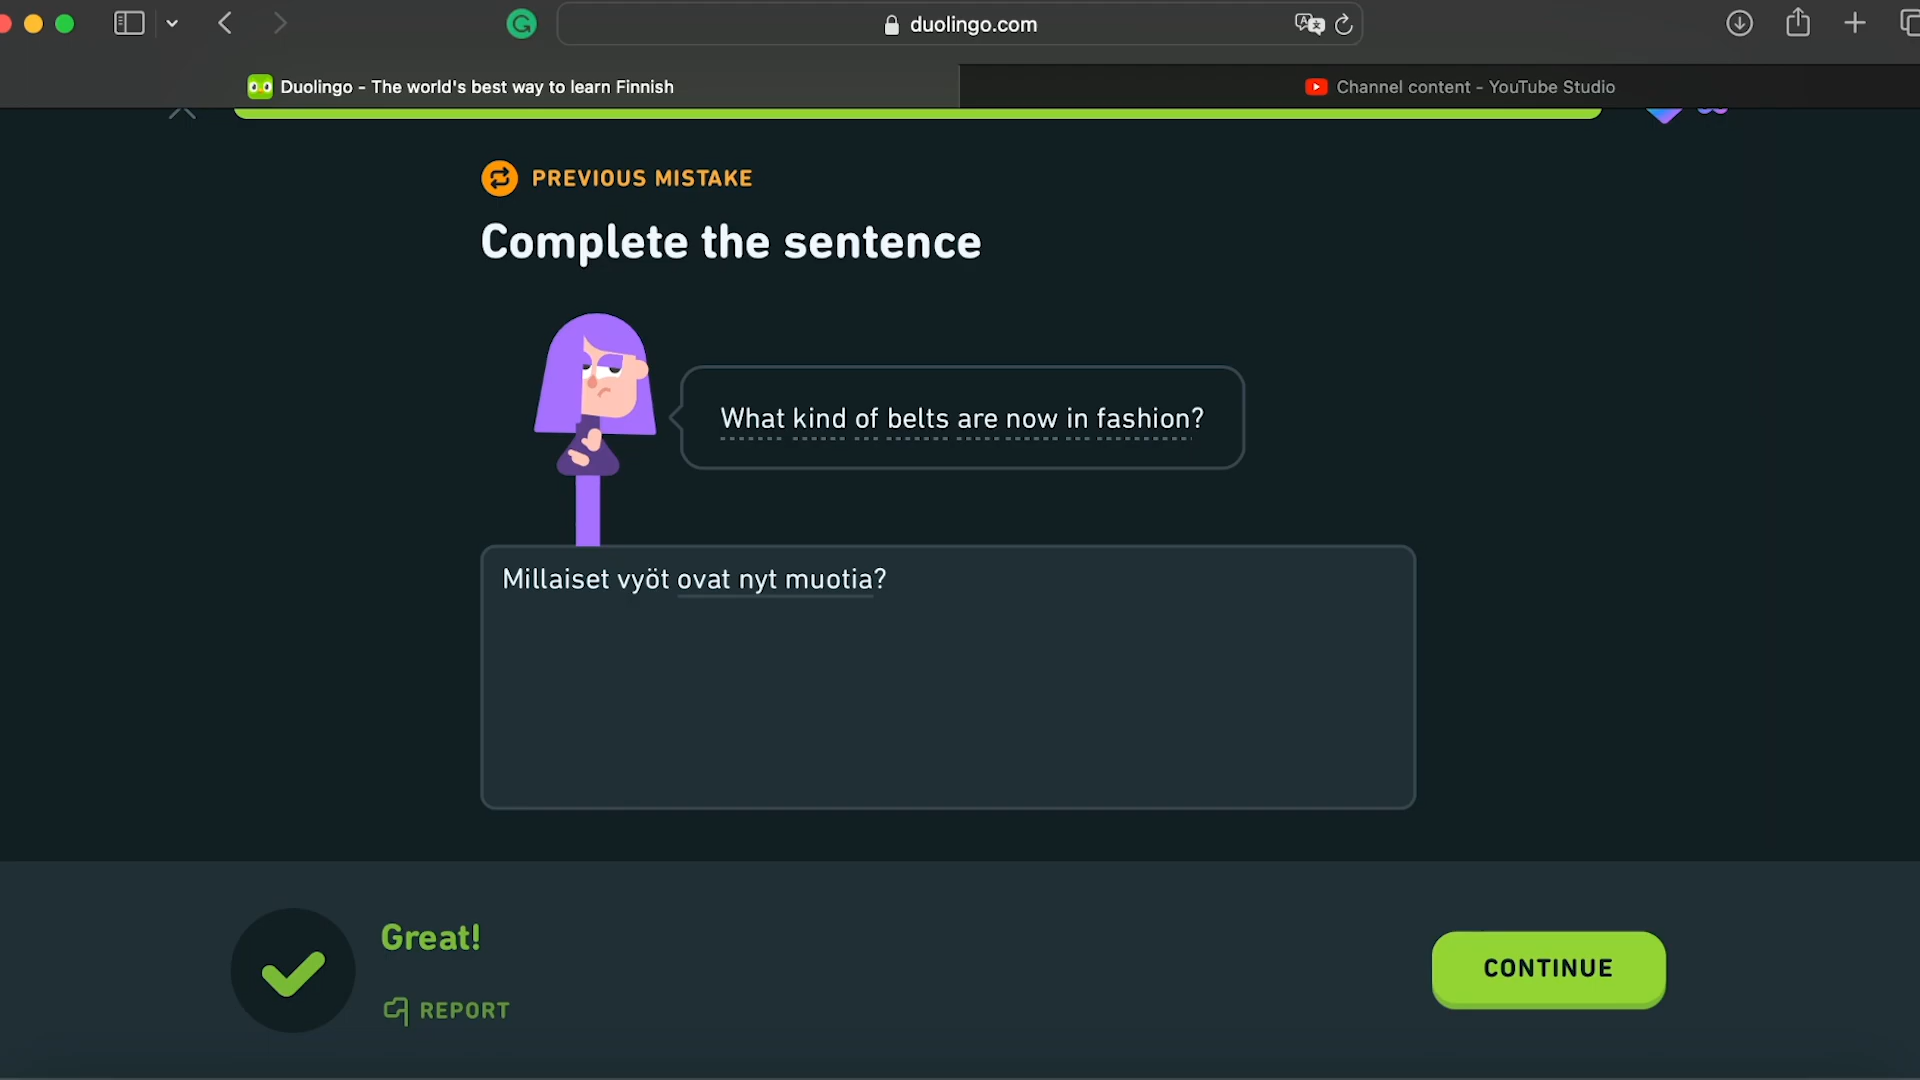 duolingo.com
Duolingo - The world's best way to learn Finnish
Channel content - YouTube Studio
PREVIOUS MISTAKE
Complete the sentence
What kind of belts are now in fashion?
Millaiset vyöt ovat nyt muotia?
Great!
REPORT
CONTINUE